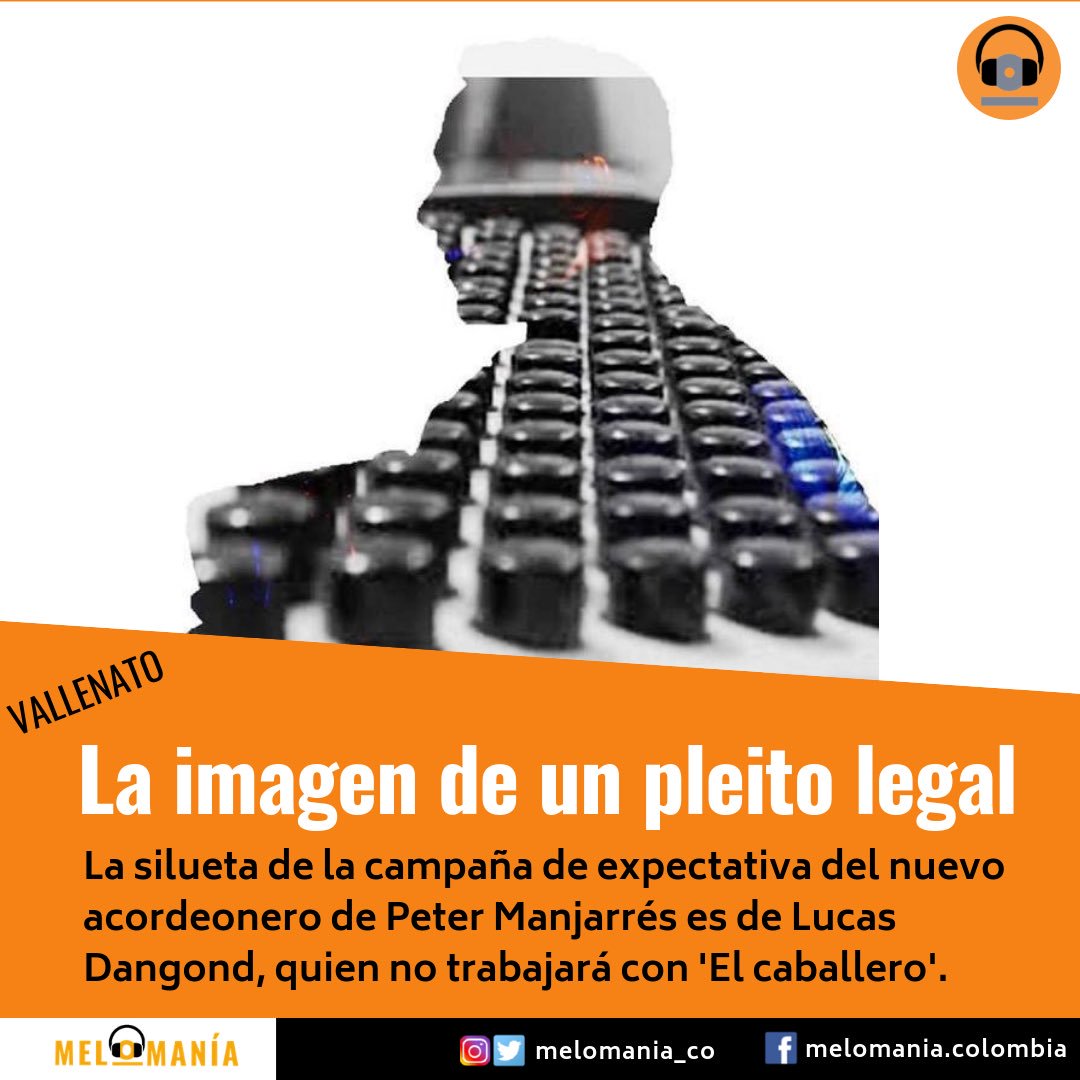 VALLENATO
La imagen de un pleito legal
La silueta de la campaña de expectativa del nuevo
acordeonero de Peter Manjarrés es de Lucas
Dangond, quien no trabajará con 'El caballero'.
MELOMANÍA
melomania_co
melomania.colombia